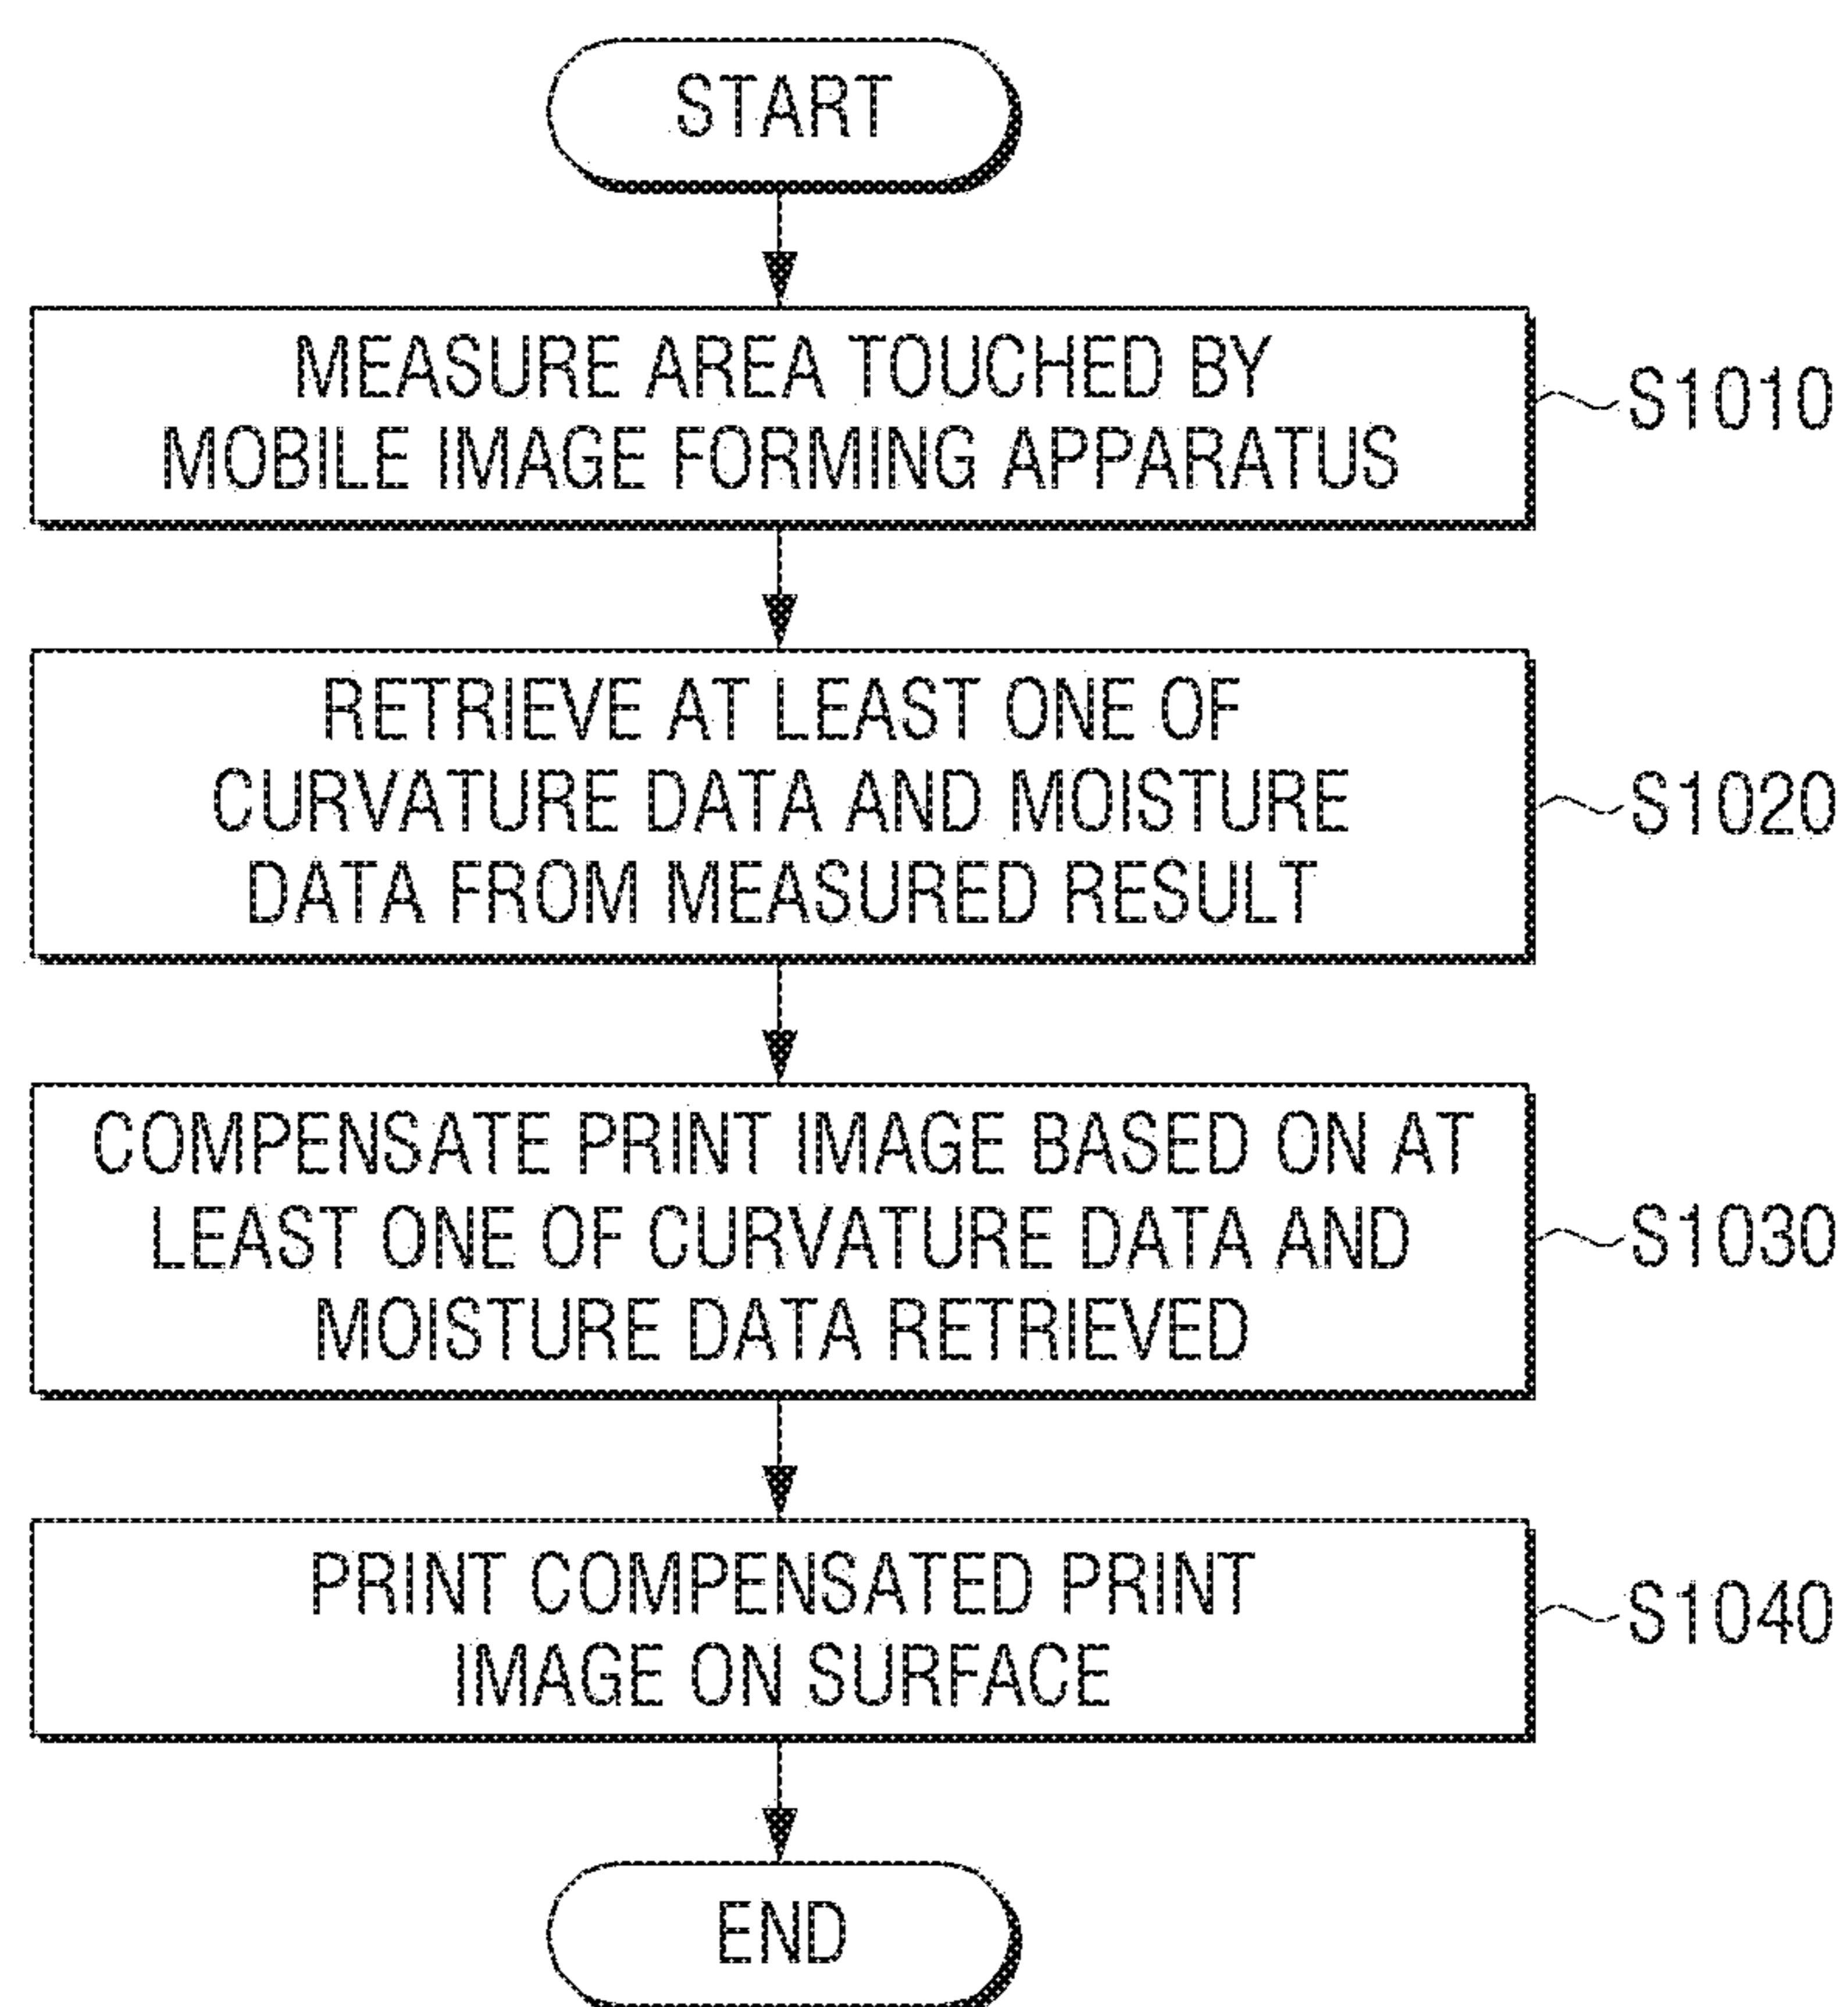 START
MEASURE AREA TOUCHED BY
MOBILE IMAGE FORMING APPARATUS
S1010
RETRIEVE AT LEAST ONE OF
CURVATURE DATA AND MOISTURE
DATA FROM MEASURED RESULT
S1020
COMPENSATE PRINT IMAGE BASED ON AT
LEAST ONE OF CURVATURE DATA AND
MOISTURE DATA RETRIEVED
S1030
PRINT COMPENSATED PRINT
IMAGE ON SURFACE
S1040
END